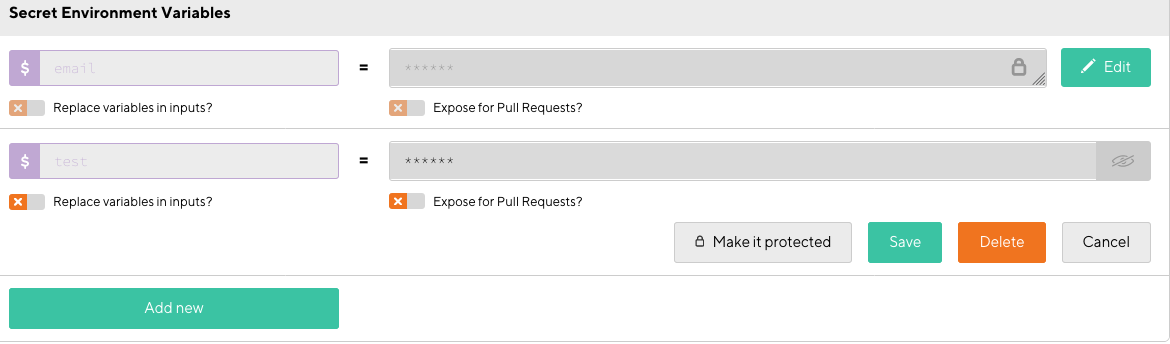 Secret Environment Variables
$ email = ****** Edit
Replace variables in inputs? Expose for Pull Requests?
$ test = ******
Replace variables in inputs? Expose for Pull Requests?
Make it protected Save Delete Cancel
Add new